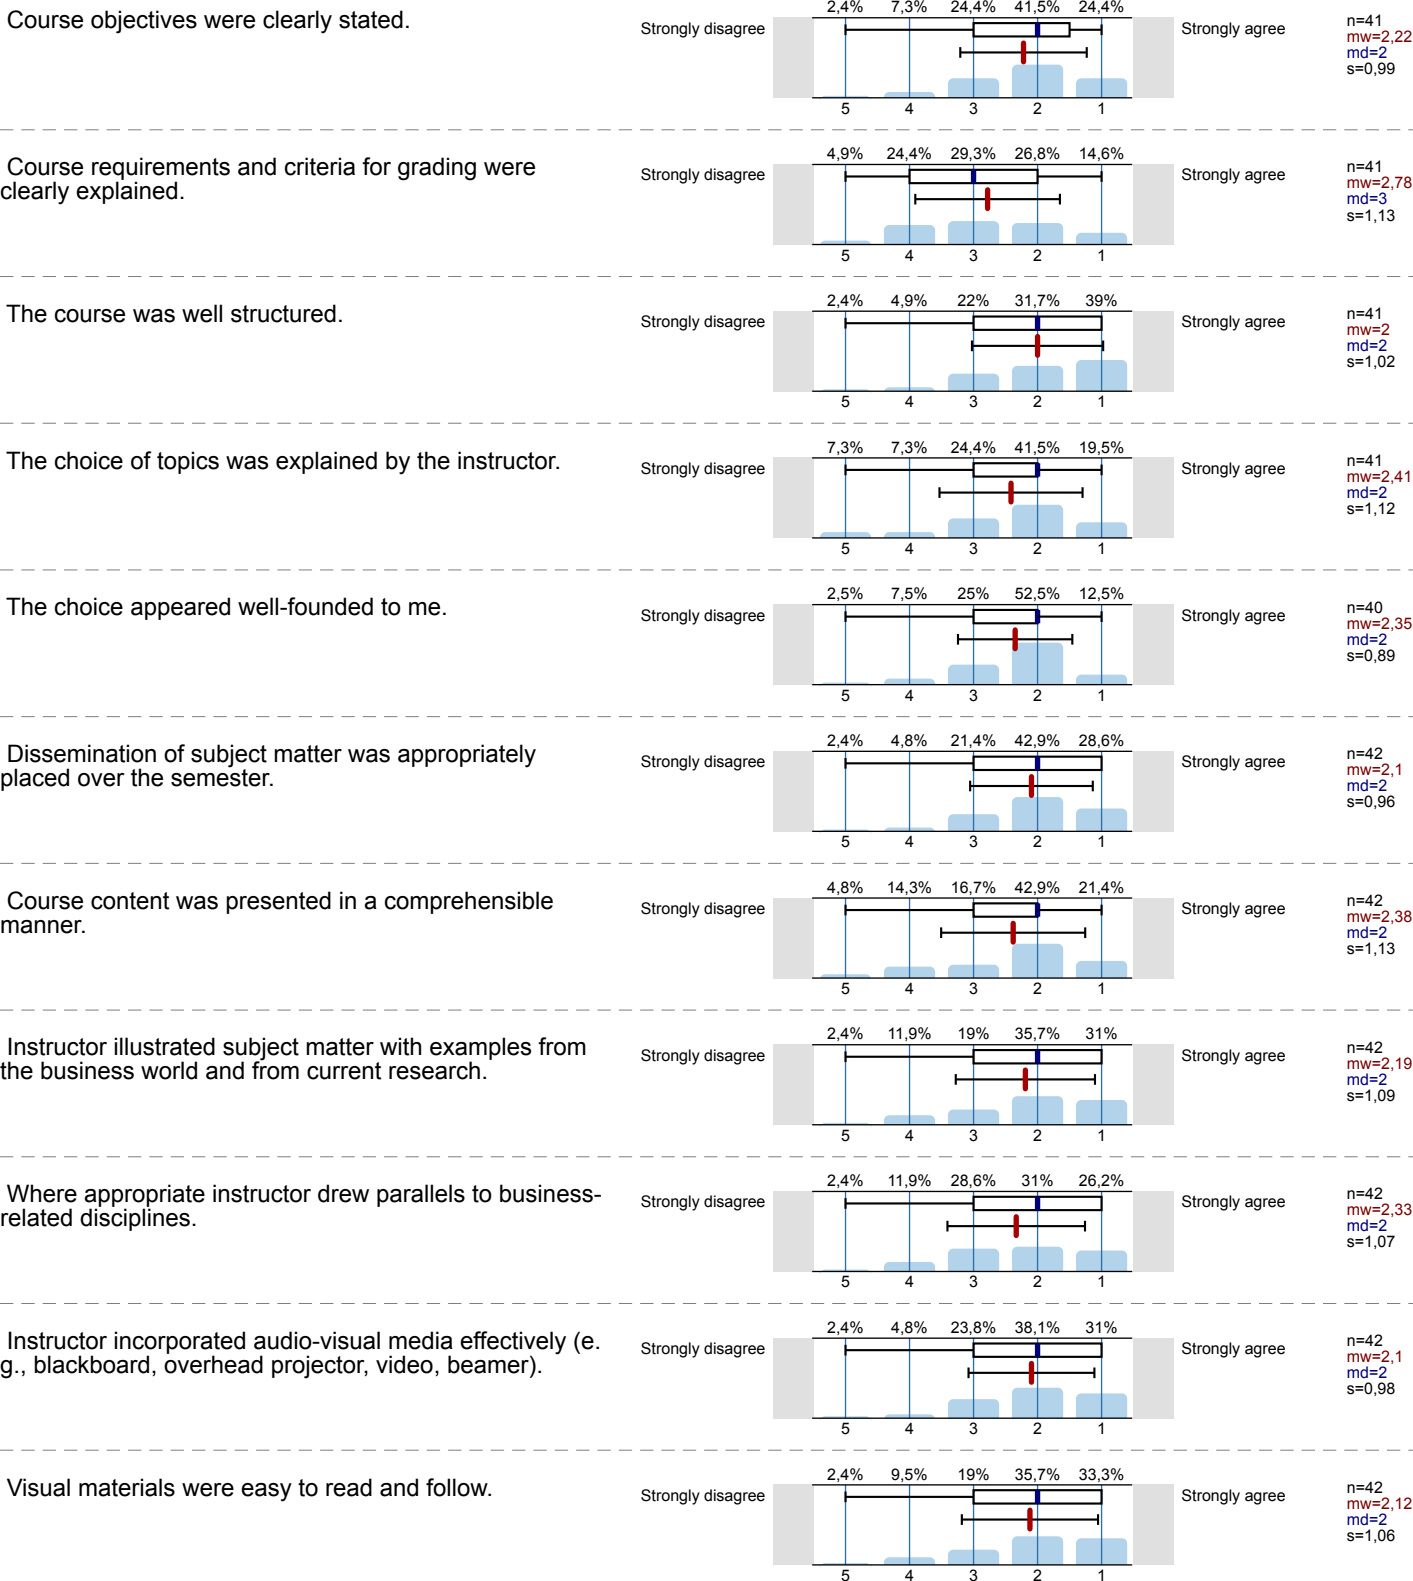 Course objectives were clearly stated.
Strongly disagree
2,4% 7,3% 24,4% 41,5% 24,4%
5 4 3 2 1
Strongly agree
n=41
mw=2,22
md=2
s=0,99
Course requirements and criteria for grading were
clearly explained.
Strongly disagree
4,9% 24,4% 29,3% 26,8% 14,6%
5 4 3 2 1
Strongly agree
n=41
mw=2,78
md=3
s=1,13
The course was well structured.
Strongly disagree
2,4% 4,9% 22% 31,7% 39%
5 4 3 2 1
Strongly agree
n=41
mw=2
md=2
s=1,02
The choice of topics was explained by the instructor.
Strongly disagree
7,3% 7,3% 24,4% 41,5% 19,5%
5 4 3 2 1
Strongly agree
n=41
mw=2,41
md=2
s=1,12
The choice appeared well-founded to me.
Strongly disagree
2,5% 7,5% 25% 52,5% 12,5%
5 4 3 2 1
Strongly agree
n=40
mw=2,35
md=2
s=0,89
Dissemination of subject matter was appropriately
placed over the semester.
Strongly disagree
2,4% 4,8% 21,4% 42,9% 28,6%
5 4 3 2 1
Strongly agree
n=42
mw=2,1
md=2
s=0,96
Course content was presented in a comprehensible
manner.
Strongly disagree
4,8% 14,3% 16,7% 42,9% 21,4%
5 4 3 2 1
Strongly agree
n=42
mw=2,38
md=2
s=1,13
Instructor illustrated subject matter with examples from
the business world and from current research.
Strongly disagree
2,4% 11,9% 19% 35,7% 31%
5 4 3 2 1
Strongly agree
n=42
mw=2,19
md=2
s=1,09
Where appropriate instructor drew parallels to business-
related disciplines.
Strongly disagree
2,4% 11,9% 28,6% 31% 26,2%
5 4 3 2 1
Strongly agree
n=42
mw=2,33
md=2
s=1,07
Instructor incorporated audio-visual media effectively (e.
g., blackboard, overhead projector, video, beamer).
Strongly disagree
2,4% 4,8% 23,8% 38,1% 31%
5 4 3 2 1
Strongly agree
n=42
mw=2,1
md=2
s=0,98
Visual materials were easy to read and follow.
Strongly disagree
2,4% 9,5% 19% 35,7% 33,3%
5 4 3 2 1
Strongly agree
n=42
mw=2,12
md=2
s=1,06